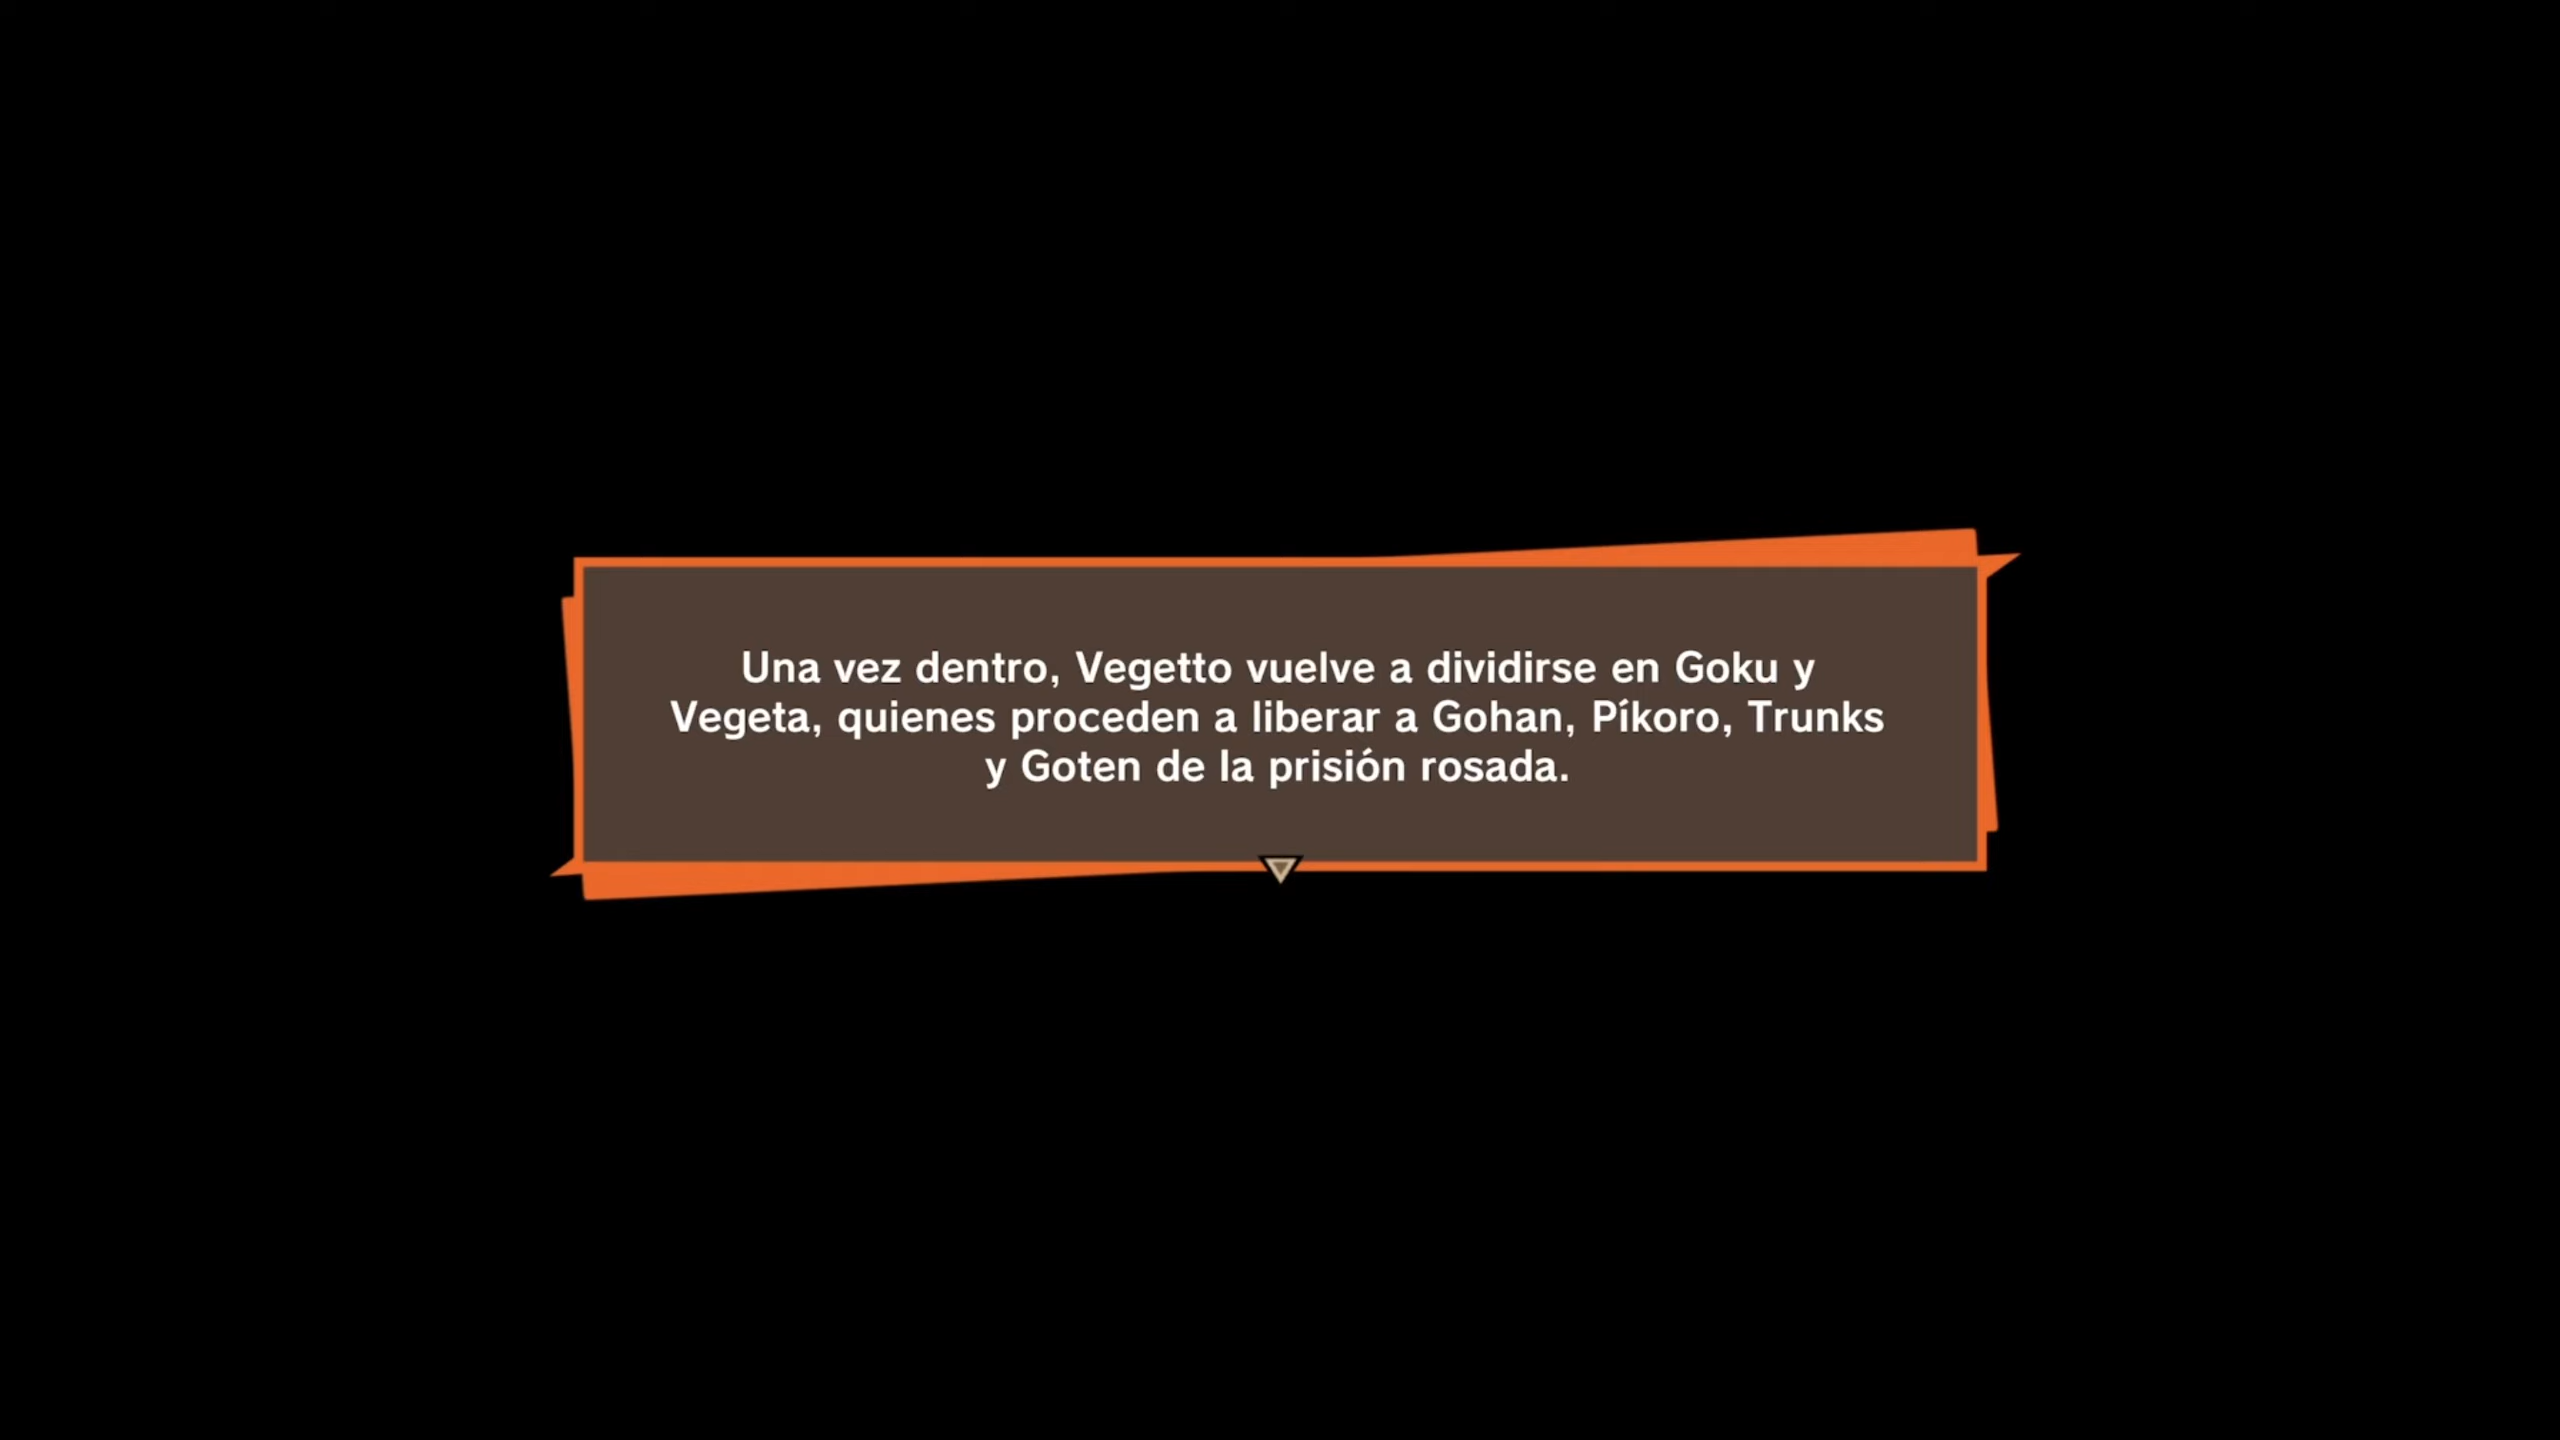 Una vez dentro, Vegetto vuelve a dividirse en Goku y
Vegeta, quienes proceden a liberar a Gohan, Píkoro, Trunks
y Goten de la prisión rosada.